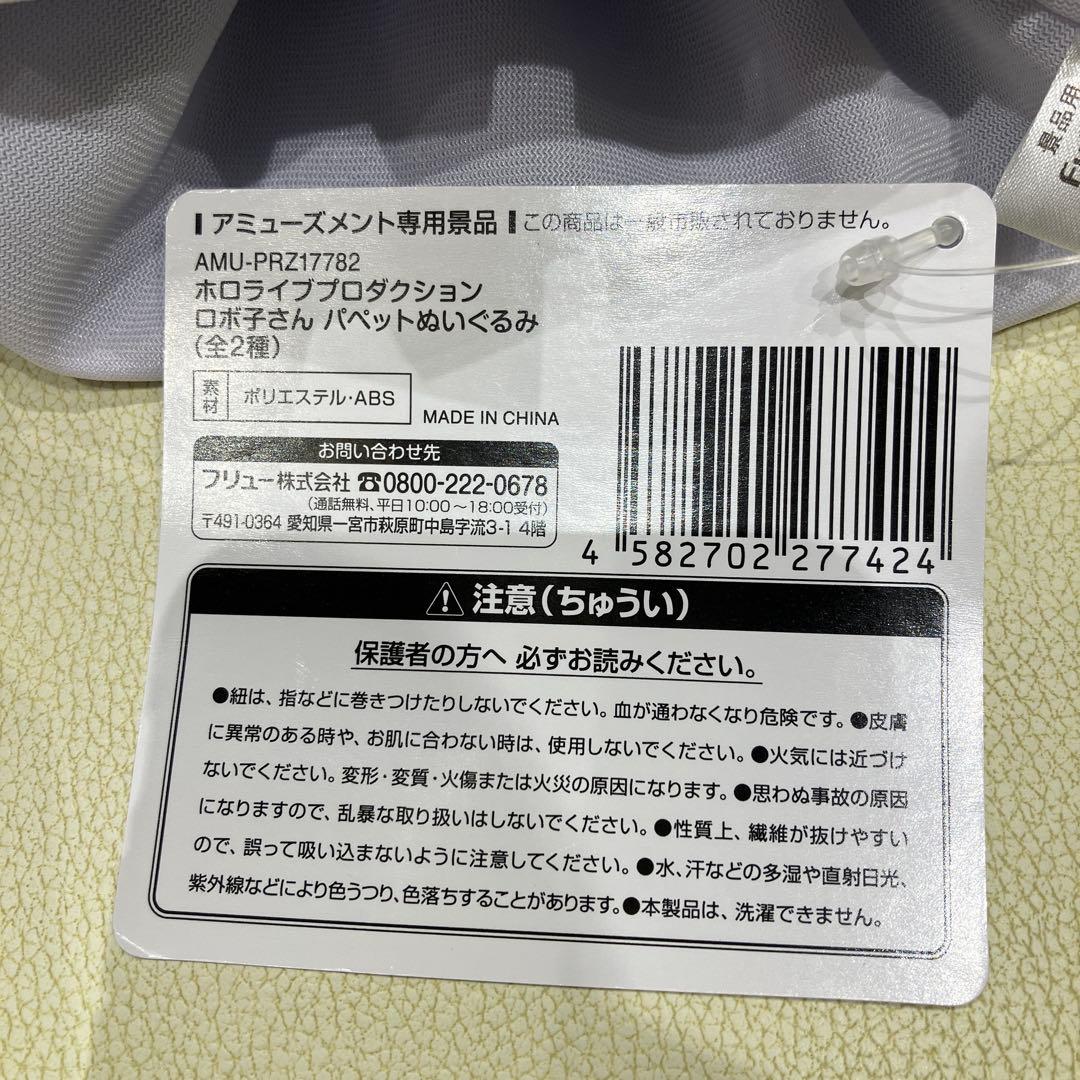 アミューズメント専用景品 この商品は一般市販されておりません。
AMU-PRZ17782
ホロライブプロダクション
ロボ子さん パペットぬいぐるみ
(全2種)
素材 ポリエステル・ABS
MADE IN CHINA
お問い合わせ先
フリュー株式会社 ☎0800-222-0678
(通話無料、平日10:00～18:00受付)
〒491-0364 愛知県一宮市萩原町中島字流3-1 4階
4 582702 277424
⚠ 注意(ちゅうい)
保護者の方へ 必ずお読みください。
●紐は、指などに巻きつけたりしないでください。血が通わなくなり危険です。●皮膚
に異常のある時や、お肌に合わない時は、使用しないでください。●火気には近づけ
ないでください。変形・変質・火傷または火災の原因になります。●思わぬ事故の原因
になりますので、乱暴な取り扱いはしないでください。●性質上、繊維が抜けやすい
ので、誤って吸い込まないように注意してください。●水、汗などの多湿や直射日光、
紫外線などにより色うつり、色落ちすることがあります。●本製品は、洗濯できません。
景品用